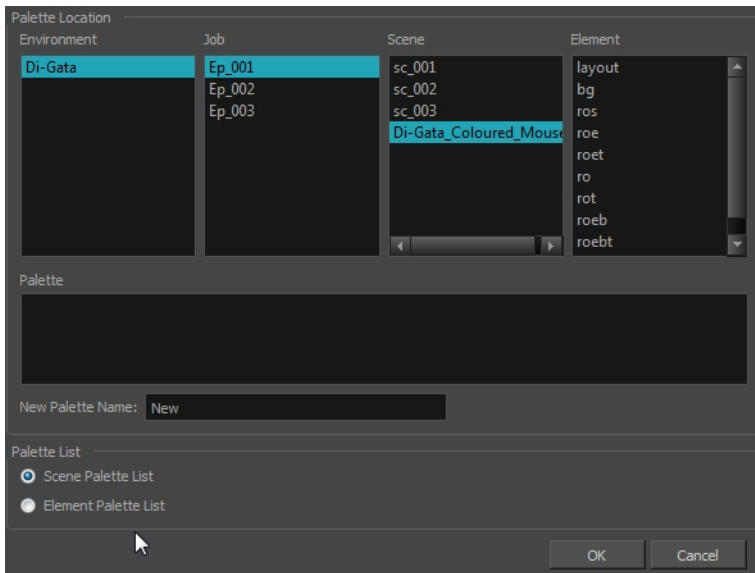 Palette Location
Environment Job Scene Element
Di-Gata Ep_001 sc_001 layout
Ep_002 sc_002 bg
Ep_003 sc_003 ros
Di-Gata_Coloured_Mouse roe
roet
ro
rot
roeb
roebt
Palette
New Palette Name: New
Palette List
Scene Palette List
Element Palette List
OK Cancel